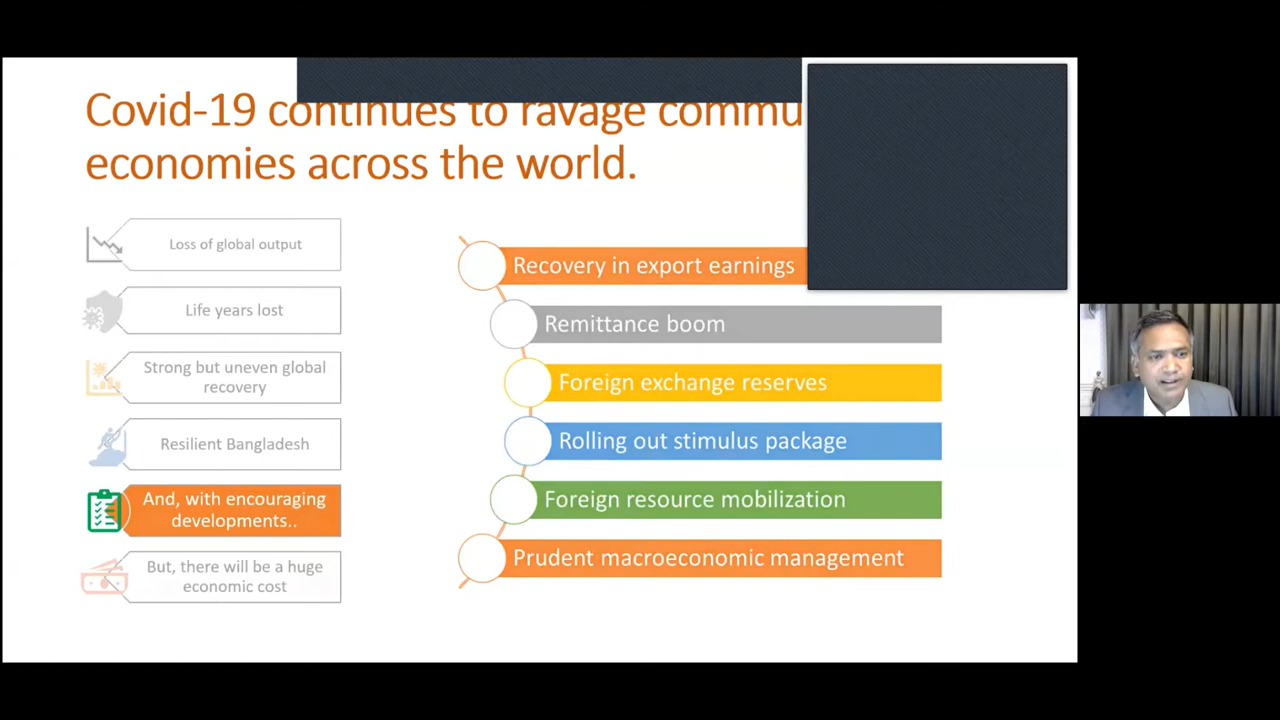 Covid-19 continues to ravage
economies across the world.
Loss of global output
Life years lost
Strong but uneven global
recovery
Resilient Bangladesh
And, with encouraging
developments..
But, there will be a huge
economic cost
Recovery in export earnings
Remittance boom
Foreign exchange reserves
Rolling out stimulus package
Foreign resource mobilization
Prudent macroeconomic management